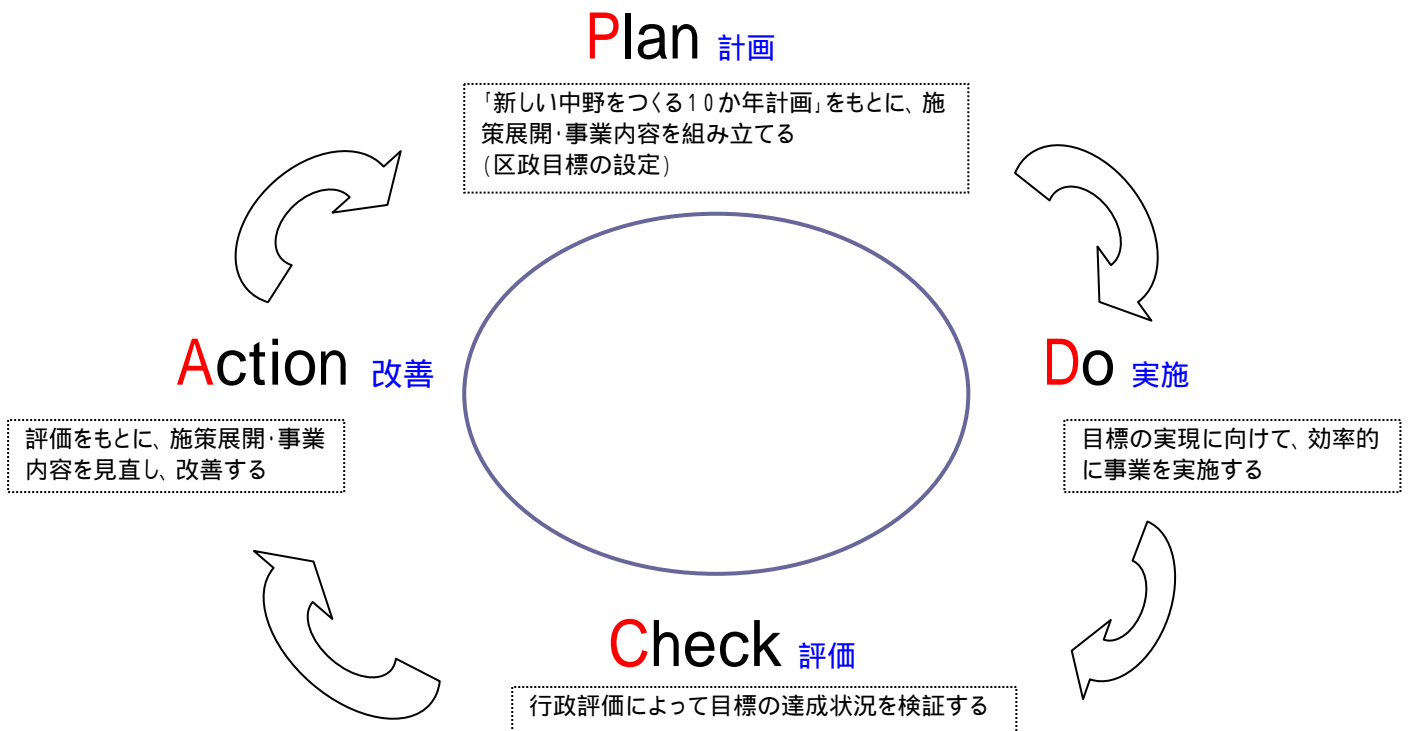 Plan 計画
「新しい中野をつくる10か年計画」をもとに、施
策展開・事業内容を組み立てる
(区政目標の設定)
Do 実施
目標の実現に向けて、効率的
に事業を実施する
Check 評価
行政評価によって目標の達成状況を検証する
Action 改善
評価をもとに、施策展開・事業
内容を見直し、改善する